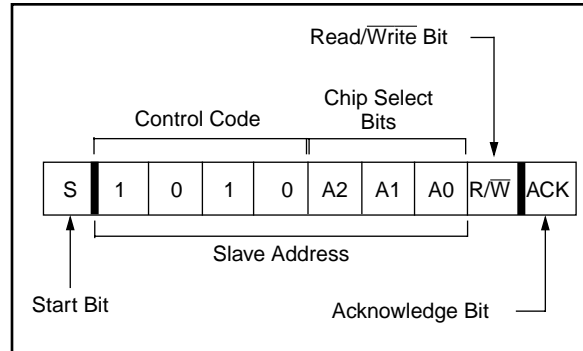 Read/Write Bit
Chip Select
Bits
Control Code
S 1 0 1 0 A2 A1 A0 R/W ACK
Slave Address
Start Bit
Acknowledge Bit